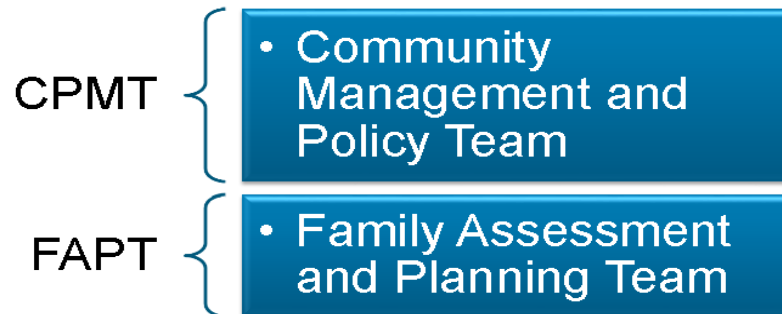 CPMT
• Community
Management and
Policy Team
FAPT
• Family Assessment
and Planning Team